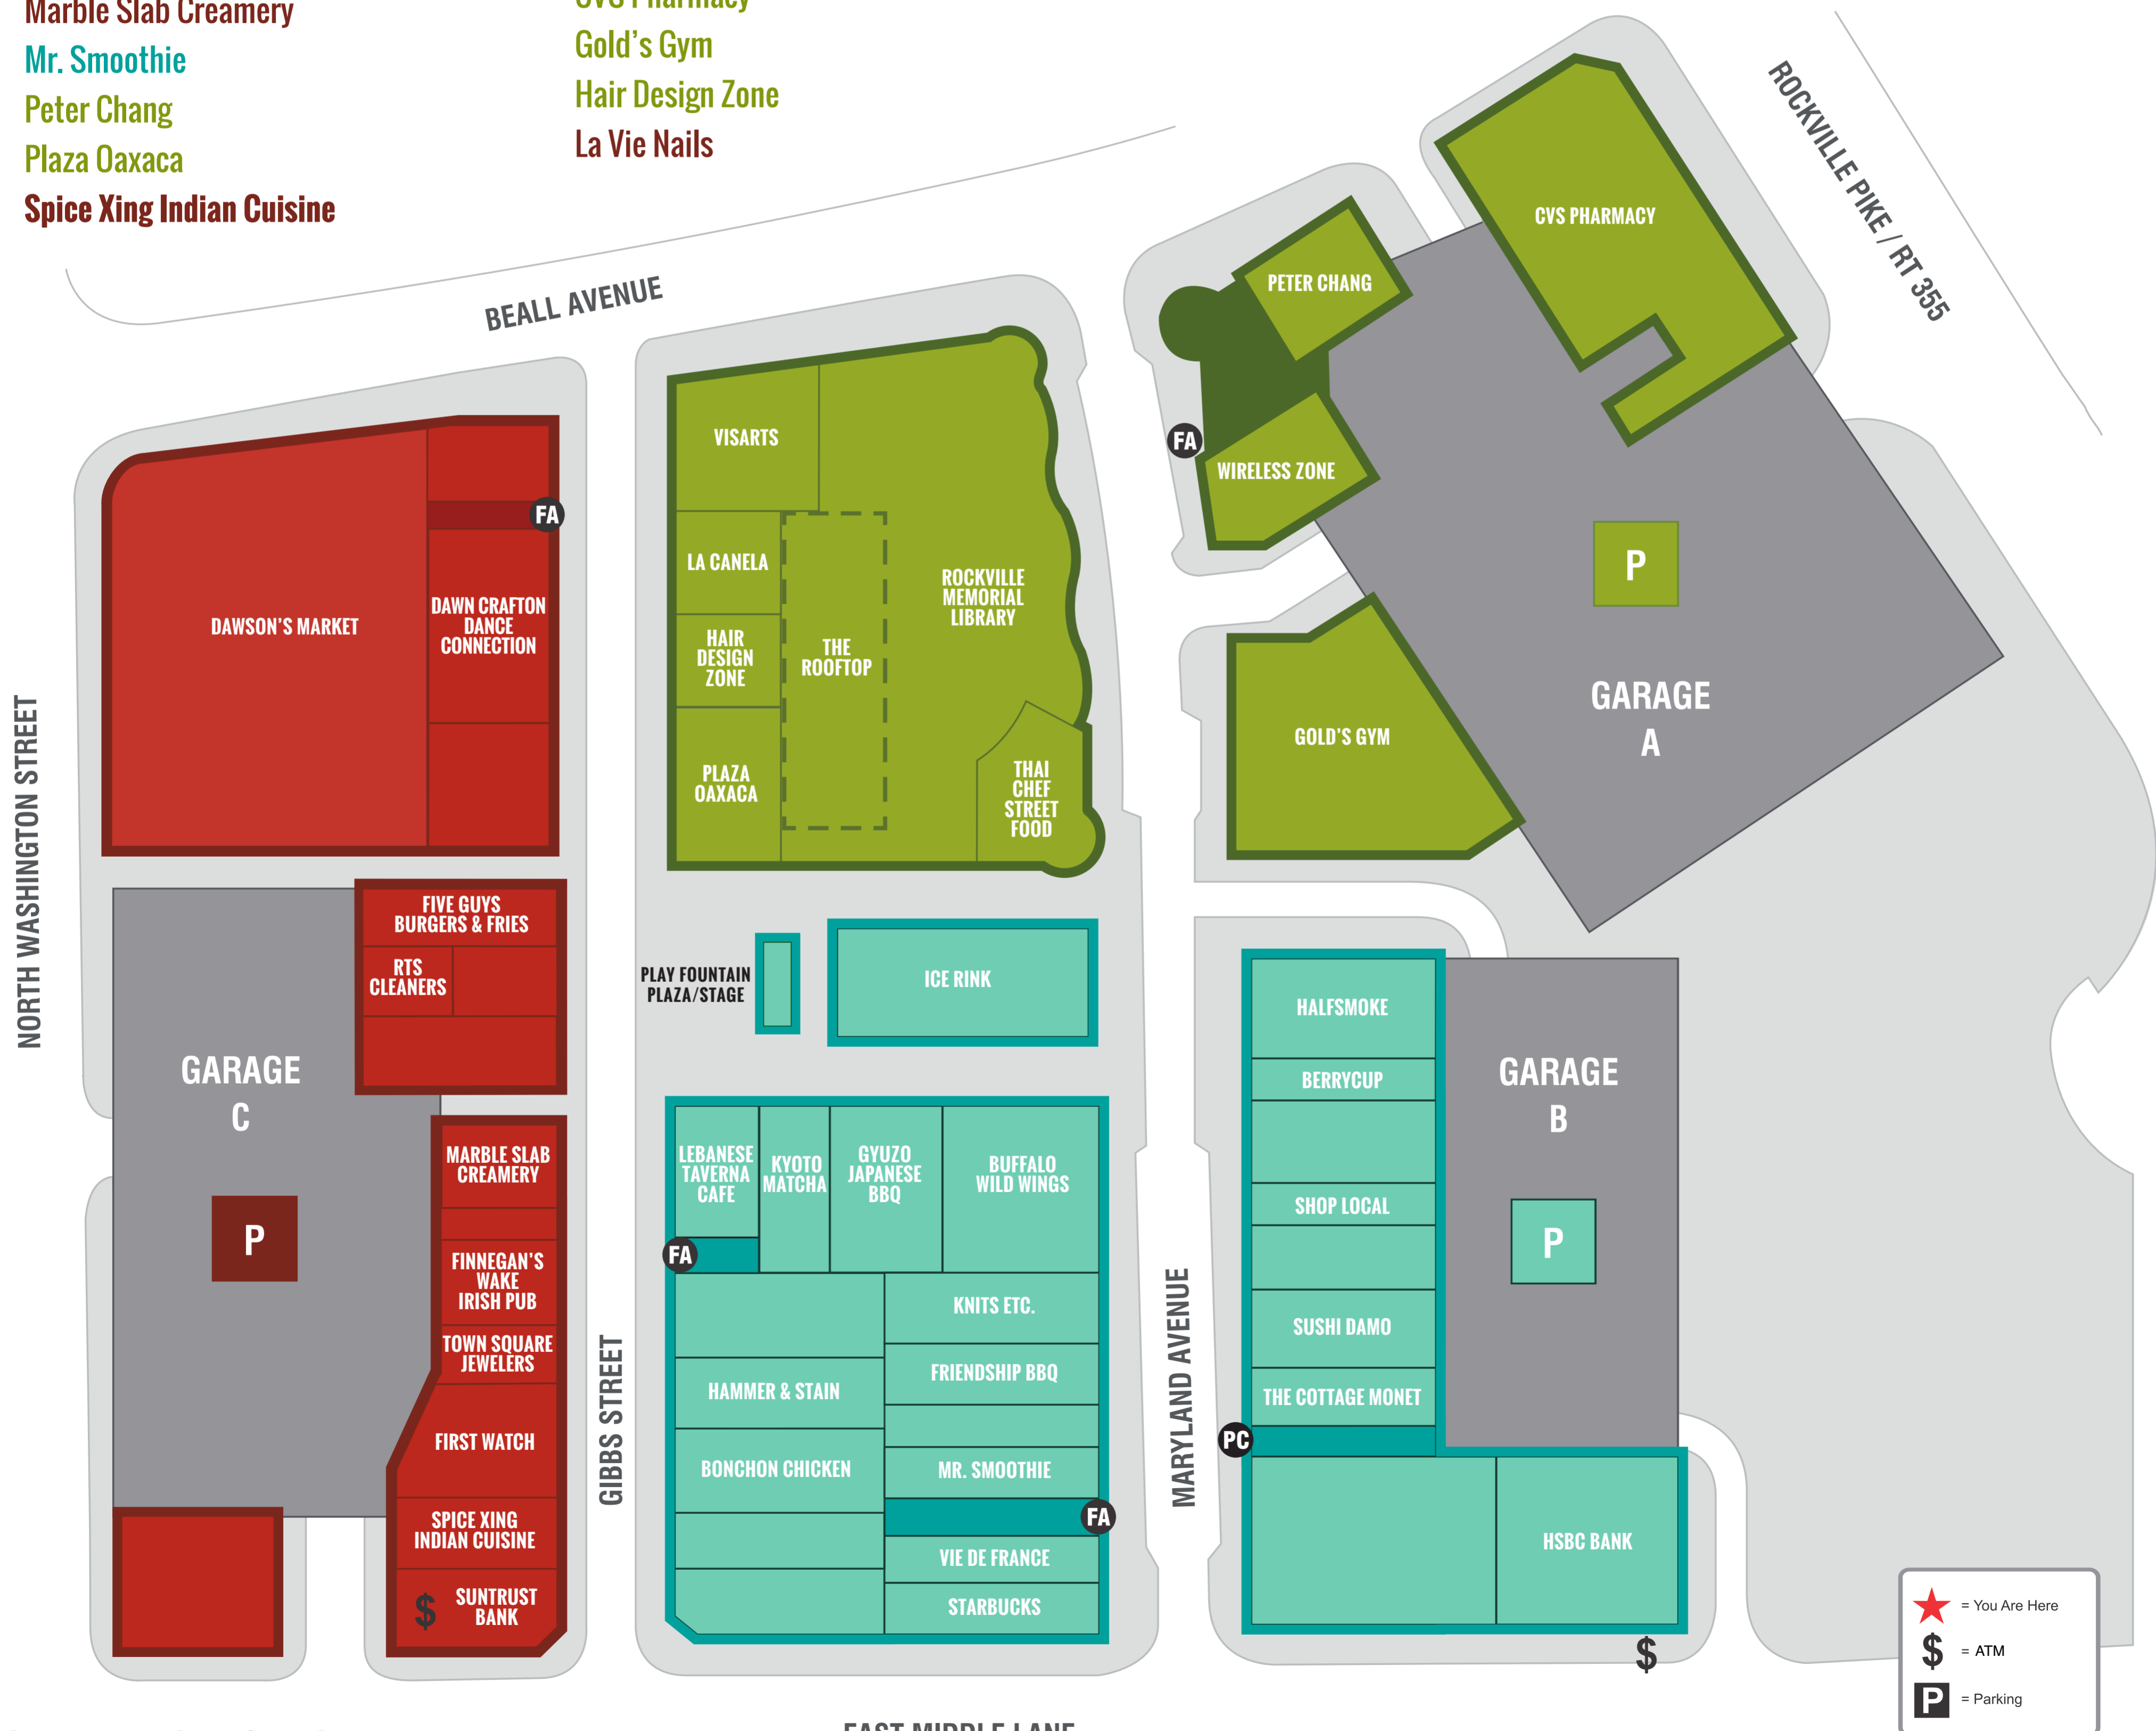 Marble Slab Creamery
Mr. Smoothie
Peter Chang
Plaza Oaxaca
Spice Xing Indian Cuisine
CVS Pharmacy
Gold's Gym
Hair Design Zone
La Vie Nails
BEALL AVENUE
ROCKVILLE PIKE / RT 355
NORTH WASHINGTON STREET
GIBBS STREET
MARYLAND AVENUE
EAST MIDDLE LANE
DAWSON'S MARKET
FA
DAWN CRAFTON
DANCE
CONNECTION
FIVE GUYS
BURGERS & FRIES
RTS
CLEANERS
GARAGE
C
P
MARBLE SLAB
CREAMERY
FINNEGAN'S
WAKE
IRISH PUB
TOWN SQUARE
JEWELERS
FIRST WATCH
SPICE XING
INDIAN CUISINE
$ SUNTRUST
BANK
VISARTS
LA CANELA
HAIR
DESIGN
ZONE
PLAZA
OAXACA
THE
ROOFTOP
ROCKVILLE
MEMORIAL
LIBRARY
THAI
CHEF
STREET
FOOD
PLAY FOUNTAIN
PLAZA/STAGE
ICE RINK
LEBANESE
TAVERNA
CAFE
KYOTO
MATCHA
GYUZO
JAPANESE
BBQ
BUFFALO
WILD WINGS
FA
KNITS ETC.
FRIENDSHIP BBQ
HAMMER & STAIN
BONCHON CHICKEN
MR. SMOOTHIE
FA
VIE DE FRANCE
STARBUCKS
PETER CHANG
FA
WIRELESS ZONE
CVS PHARMACY
P
GARAGE
A
GOLD'S GYM
HALFSMOKE
BERRYCUP
SHOP LOCAL
SUSHI DAMO
THE COTTAGE MONET
PC
GARAGE
B
P
HSBC BANK
$
= You Are Here
$ = ATM
P = Parking